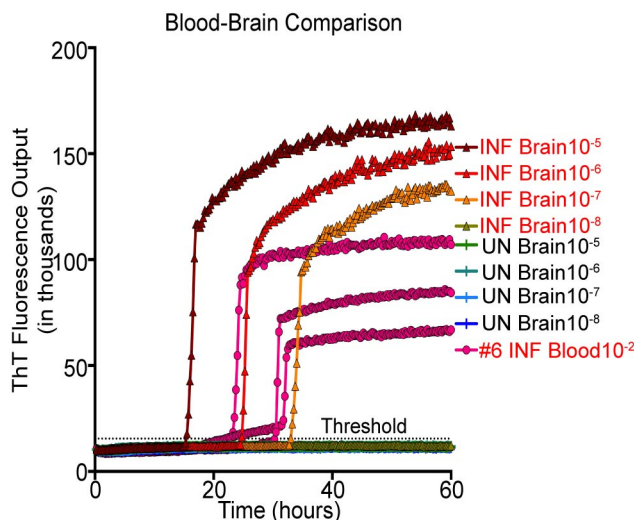 Blood-Brain Comparison
ThT Fluorescence Output
(in thousands)
200
150
100
50
0
Threshold
0
20
40
60
Time (hours)
INF Brain10-5
INF Brain10-6
INF Brain10-7
INF Brain10-8
UN Brain10-5
UN Brain10-6
UN Brain10-7
UN Brain10-8
#6 INF Blood10-2